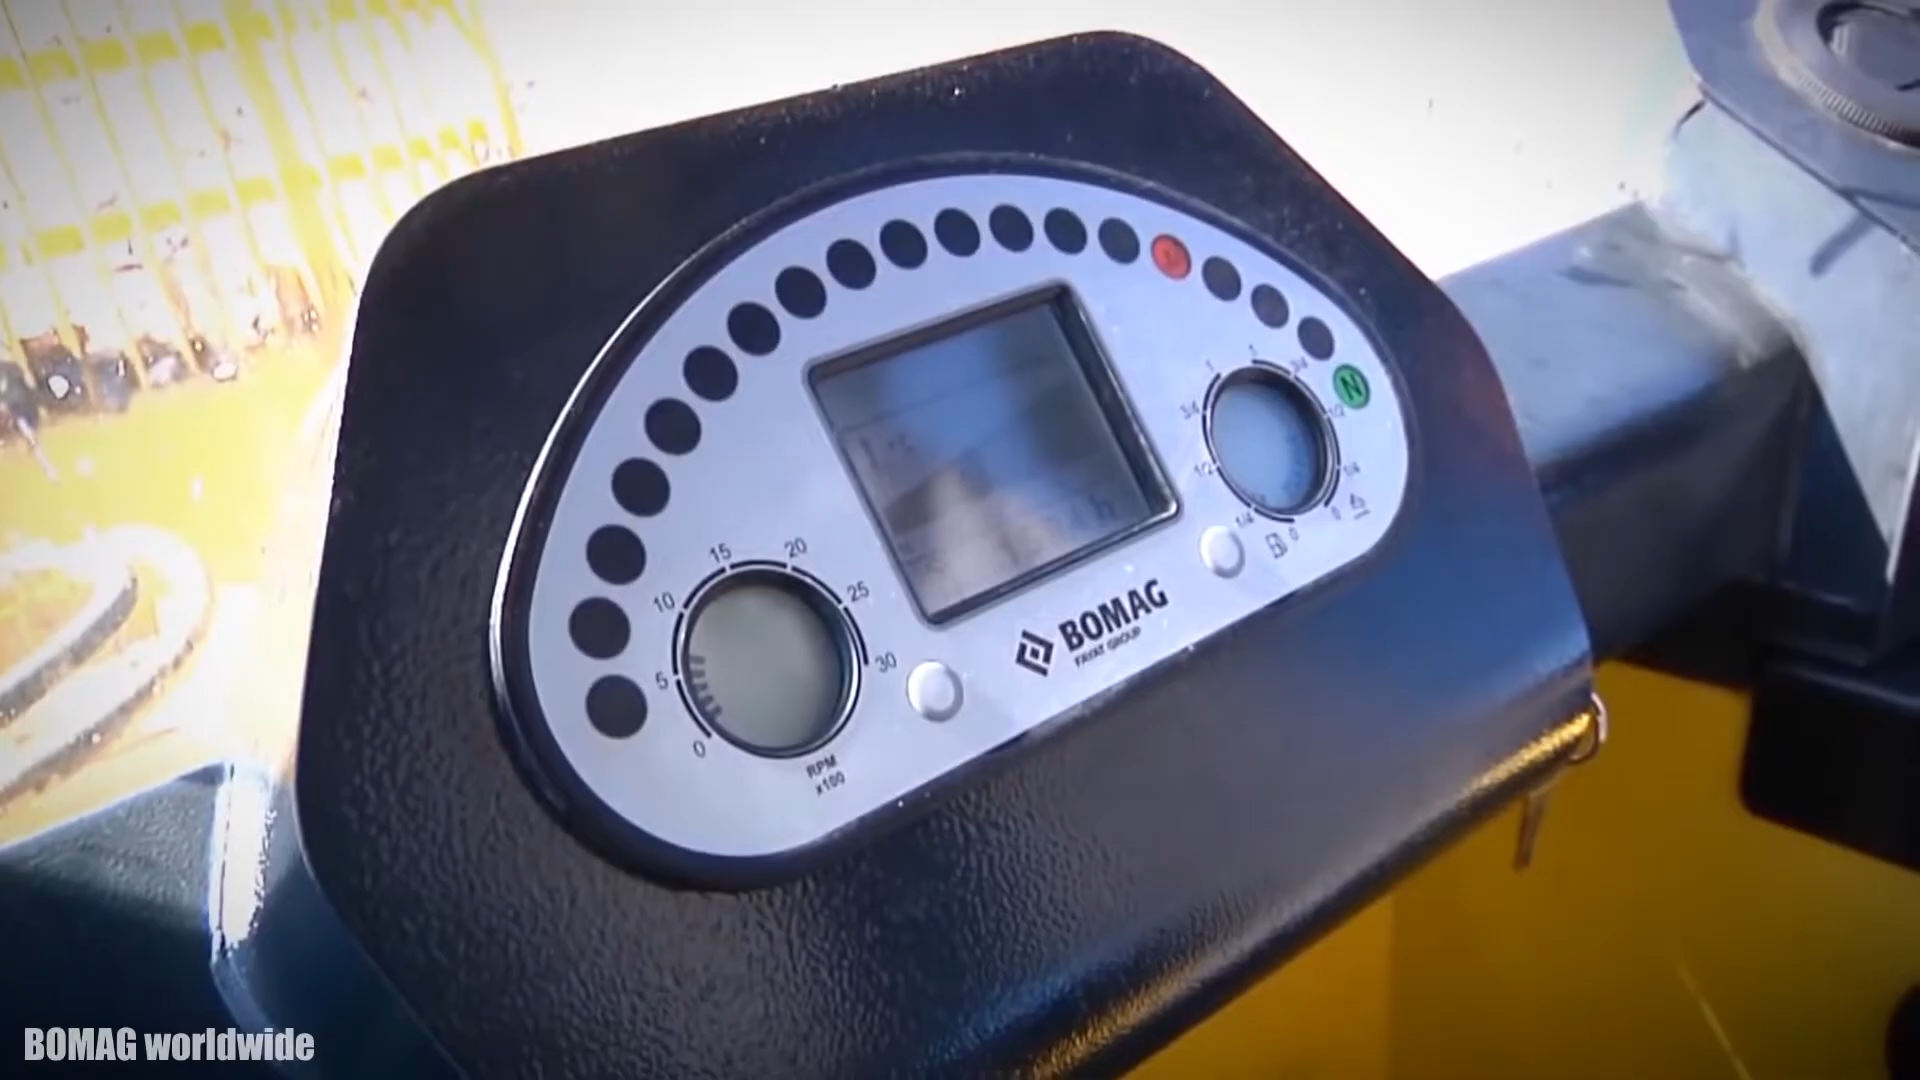 N
1
1
3/4
3/4
1/2
1/2
1/4
1/4
0
0
15
20
10
25
5
30
0
RPM
x100
h
BOMAG
FAYAT GROUP
BOMAG worldwide